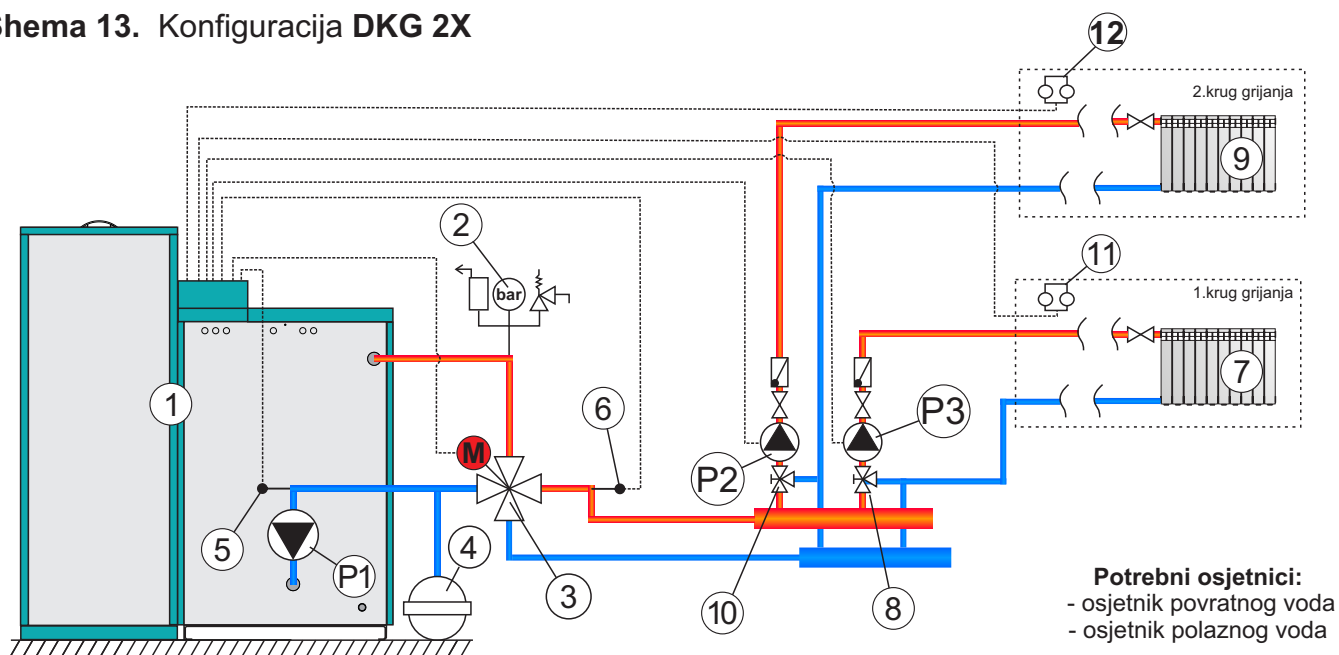 Shema 13. Konfiguracija DKG 2X
12
2.krug grijanja
9
2
bar
11
1.krug grijanja
7
1
6
M
P2
P3
5
P1
4
3
10
8
Potrebni osjetnici:
- osjetnik povratnog voda
- osjetnik polaznog voda